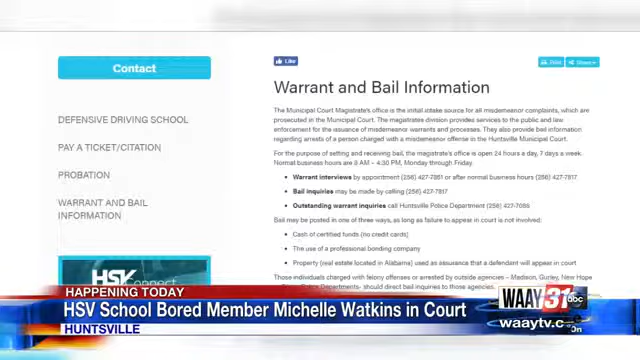 Contact
DEFENSIVE DRIVING SCHOOL
PAY A TICKET/CITATION
PROBATION
WARRANT AND BAIL
INFORMATION
HSV
Connect
Like
Print
Share
Warrant and Bail Information
The Municipal Court Magistrate's office is the initial intake source for all misdemeanor complaints, which are
prosecuted in the Municipal Court. The magistrates division provides services to the public and law
enforcement for the issuance of misdemeanor warrants and processes. They also provide bail information
regarding arrests of a person charged with a misdemeanor offense in the Huntsville Municipal Court.
For the purpose of setting and receiving bail, the magistrate's office is open 24 hours a day, 7 days a week.
Normal business hours are 8 AM – 4:30 PM, Monday through Friday.
Warrant interviews by appointment (256) 427-7851 or after normal business hours (256) 427-7817
Bail inquiries may be made by calling (256) 427-7817
Outstanding warrant inquiries call Huntsville Police Department (256)
Bail may be posted in one of three ways, as long as failure to appear in court is not involved:
Cash of certified funds (no credit cards)
The use of a professional bonding company
Property (real estate located in Alabama) used as assurance that a defendant will appear in court
Those individuals charged with felony offenses or arrested by outside agencies – Madison, Gurley, New Hope
Police Departments- should direct bail inquiries to those agencies.
HAPPENING TODAY
HSV School Bored Member Michelle Watkins in Court
HUNTSVILLE
WAAY 31 abc
waaytv.c
On